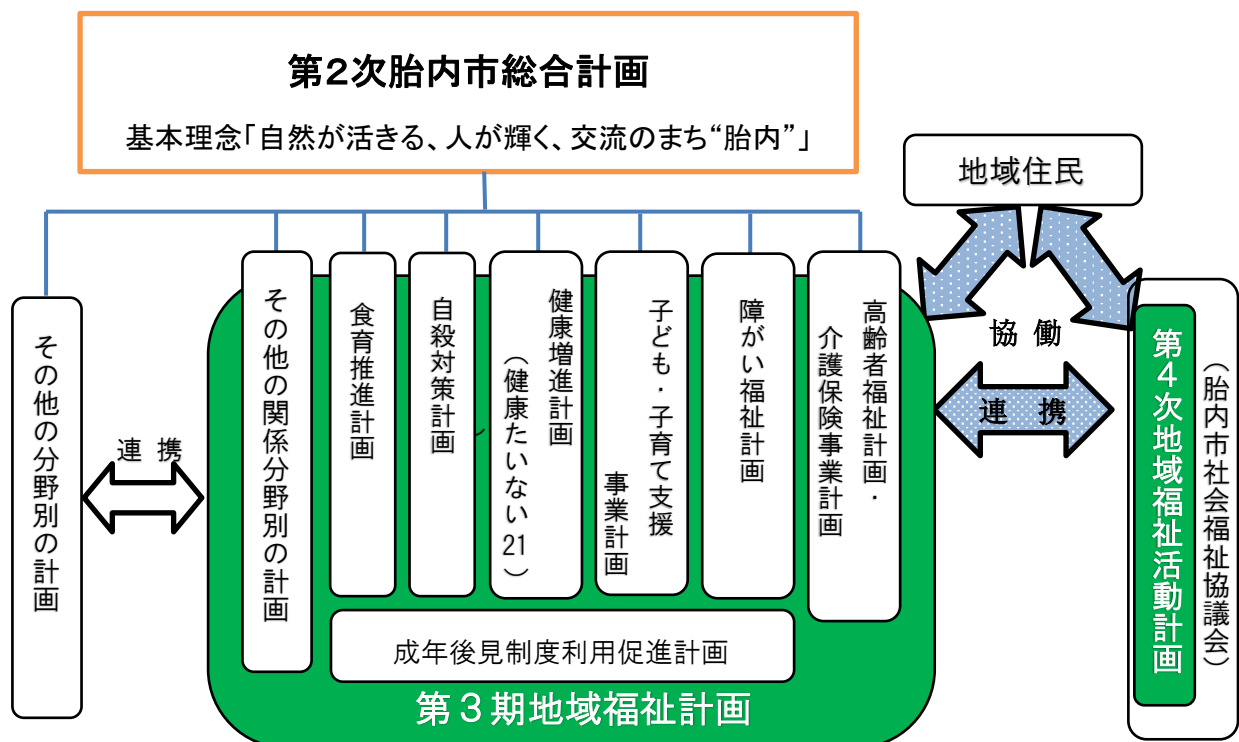 第2次胎内市総合計画
基本理念「自然が活きる、人が輝く、交流のまち“胎内”」
地域住民
その他の分野別の計画
連 携
その他の関係分野別の計画
食育推進計画
自殺対策計画
健康増進計画
（健康たいない21）
子ども・子育て支援
事業計画
障がい福祉計画
高齢者福祉計画・
介護保険事業計画
成年後見制度利用促進計画
第３期地域福祉計画
協 働
連 携
第４次地域福祉活動計画
（胎内市社会福祉協議会）